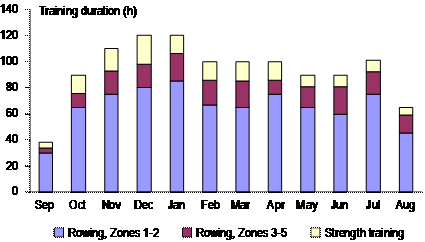 Training duration (h)
140
120
100
80
60
40
20
0
Sep Oct Nov Dec Jan Feb Mar Apr May Jun Jul Aug
Rowing, Zones 1-2 Rowing, Zones 3-5 Strength training